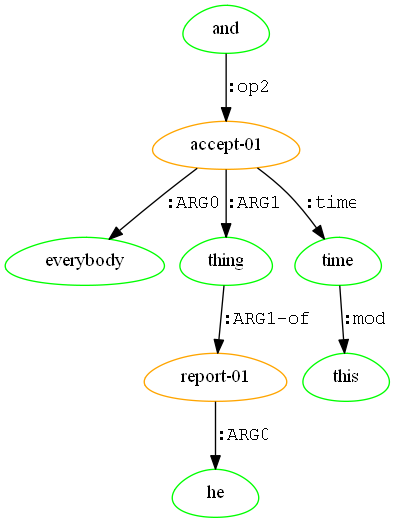 and
:op2
accept-01
:ARG0 :ARG1 :time
everybody thing time
:ARG1-of :mod
report-01 this
:ARG0
he